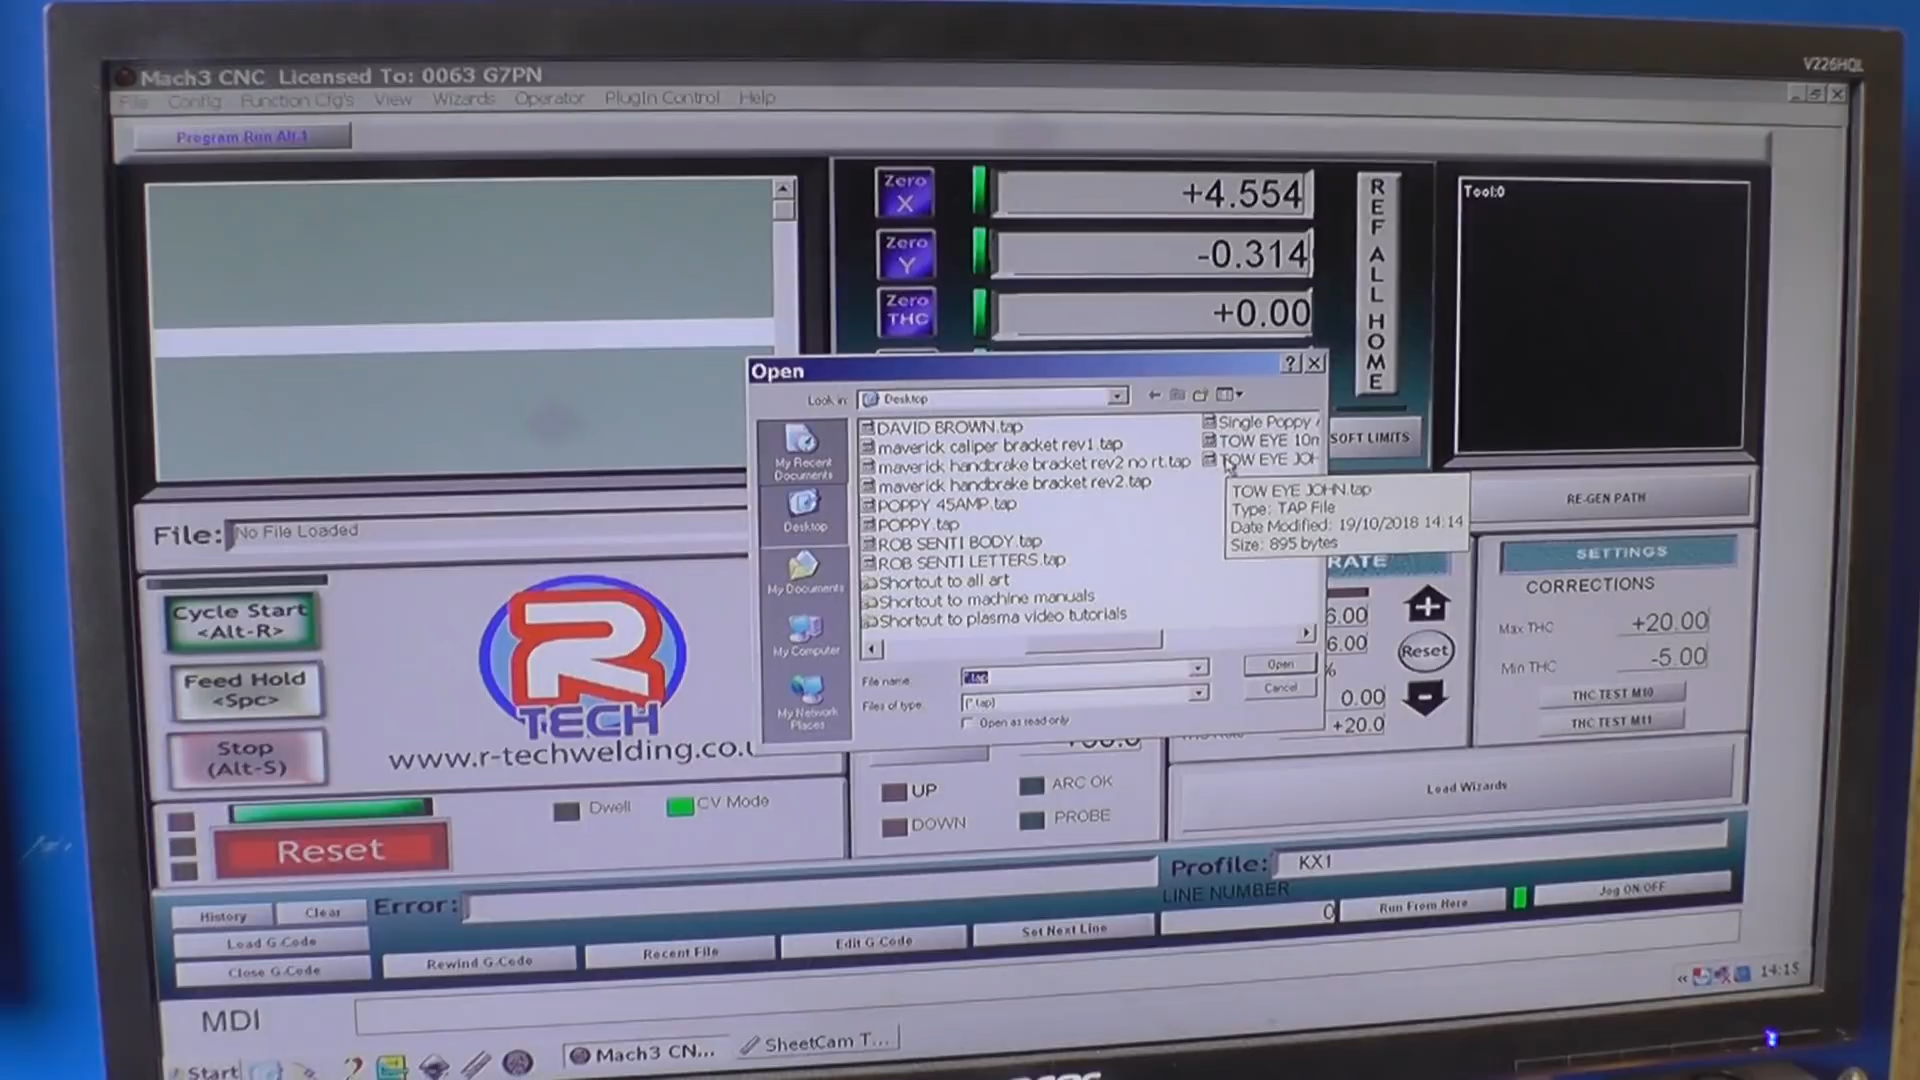 V226HQL
Mach3 CNC Licensed To: 0063 G7PN
File Config Function Cfg's View Wizards Operator PlugIn Control Help
Program Run Alt-1
Zero X
+4.554
Zero Y
-0.314
Zero THC
+0.00
REF ALL HOME
Tool:0
SOFT LIMITS
RE-GEN PATH
File: No File Loaded
Open
Look in: Desktop
My Recent Documents
Desktop
My Documents
My Computer
My Network Places
DAVID BROWN.tap
maverick caliper bracket rev1.tap
maverick handbrake bracket rev2 no rt.tap
maverick handbrake bracket rev2.tap
POPPY 45AMP.tap
POPPY.tap
ROB SENTI BODY.tap
ROB SENTI LETTERS.tap
Shortcut to all art
Shortcut to machine manuals
Shortcut to plasma video tutorials
Single Poppy
TOW EYE 10m
TOW EYE JOH
TOW EYE JOHN.tap
Type: TAP File
Date Modified: 19/10/2018 14:14
Size: 895 bytes
File name: *.tap
Open
Files of type: (*.tap)
Cancel
Open as read-only
Cycle Start
<Alt-R>
Feed Hold
<Spc>
Stop
(Alt-S)
R
TECH
www.r-techwelding.co.u
RATE
6.00
6.00
%
0.00
+20.0
Reset
SETTINGS
CORRECTIONS
Max THC +20.00
Min THC -5.00
THC TEST M10
THC TEST M11
Dwell
CV Mode
Reset
UP
DOWN
ARC OK
PROBE
Load Wizards
Profile: KX1
LINE NUMBER
0
Run From Here
Jog ON OFF
History Clear Error:
Load G-Code
Close G-Code
Rewind G-Code
Recent File
Edit G-Code
Set Next Line
MDI
14:15
Start
Mach3 CN...
SheetCam T...